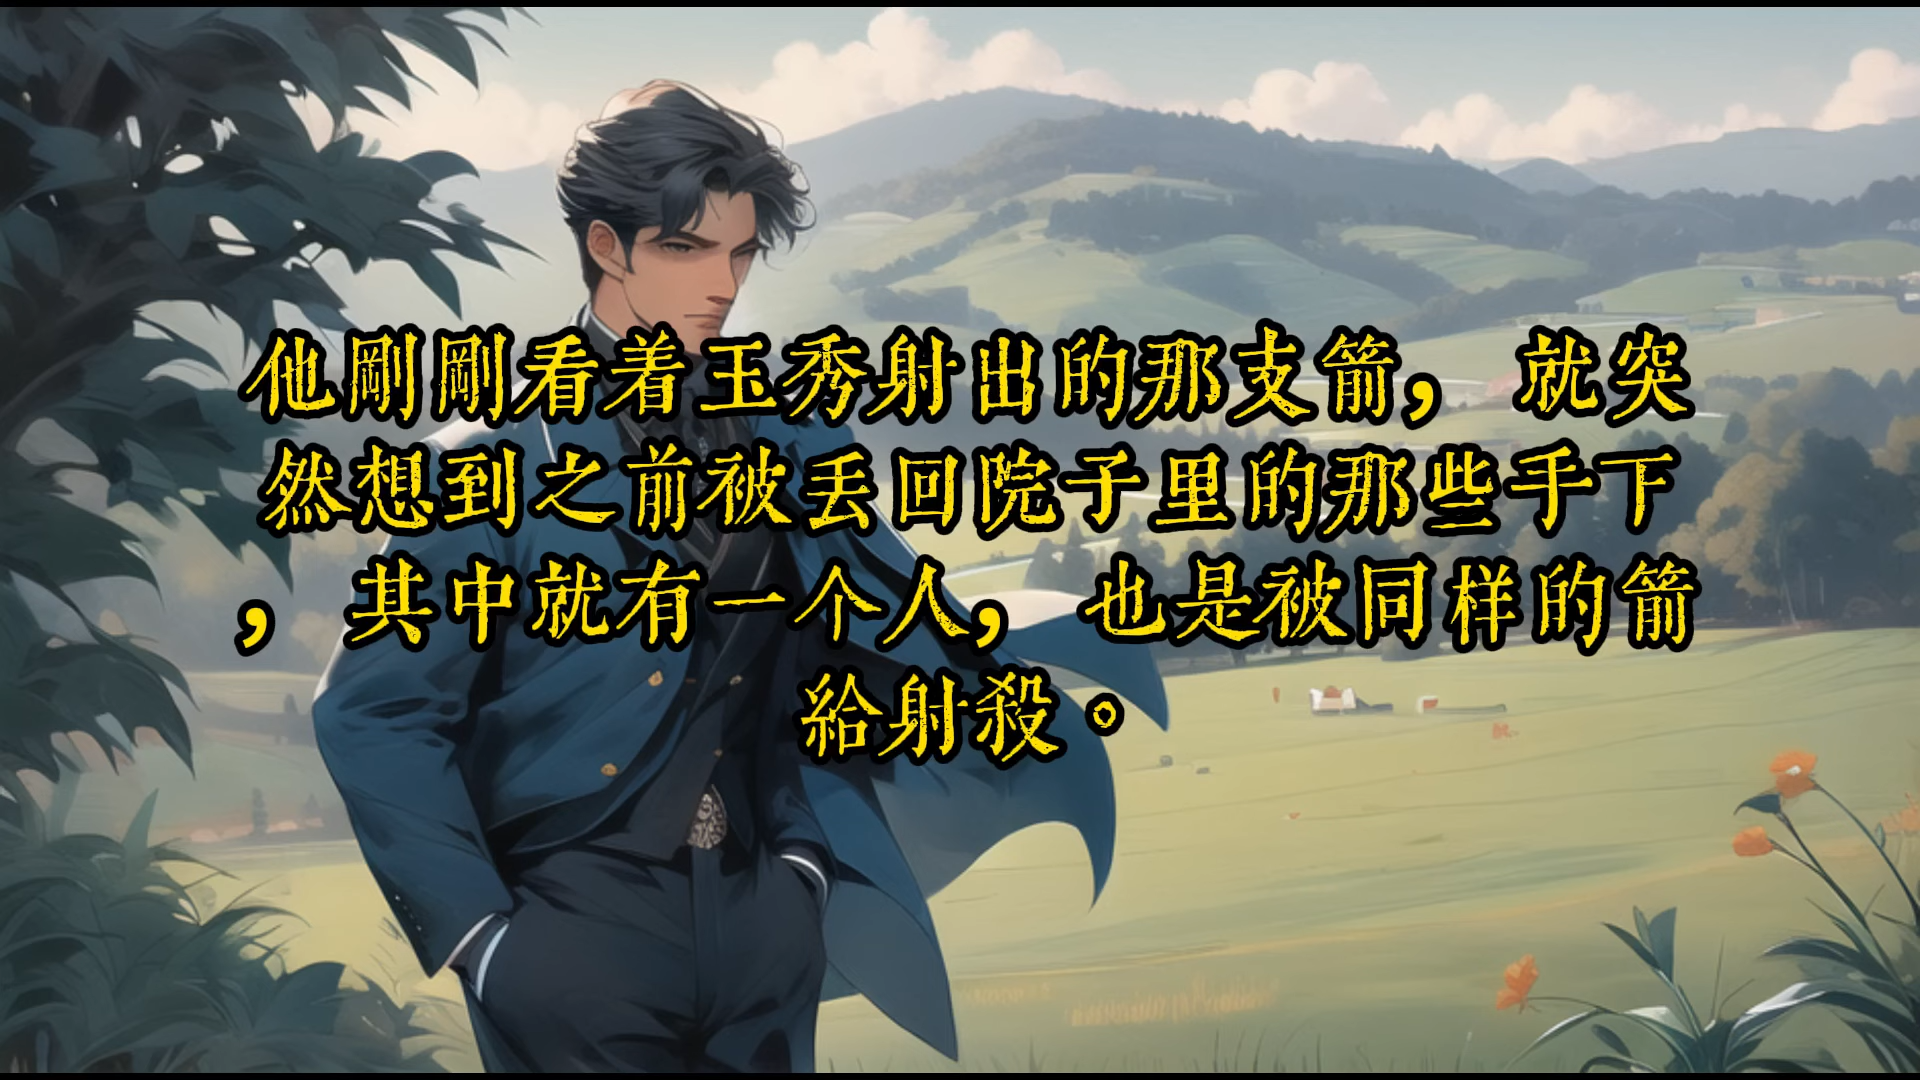 他剛剛看着玉秀射出的那支箭，就突
然想到之前被丟回院子里的那些手下
，其中就有一个人，也是被同样的箭
給射殺。